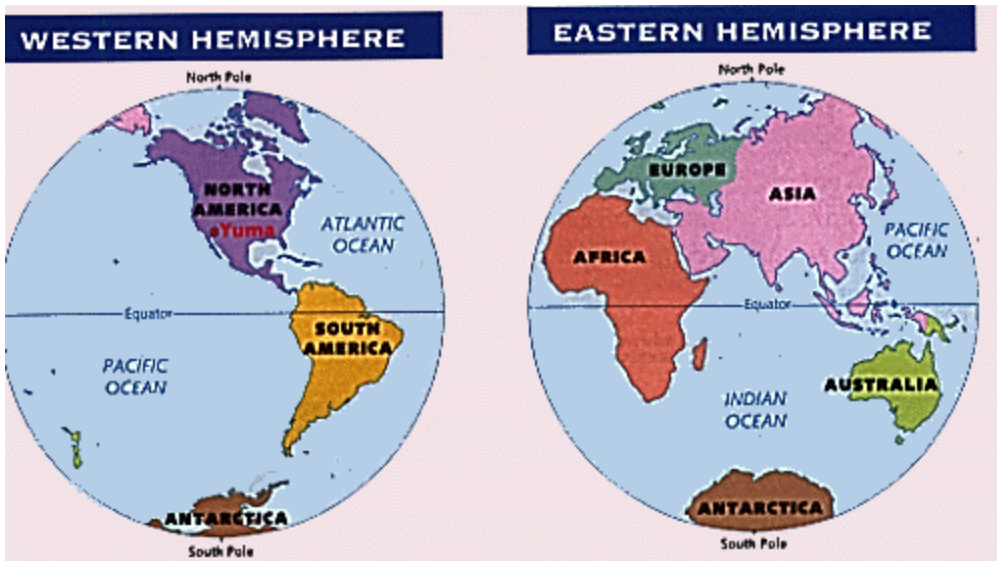 WESTERN HEMISPHERE
North Pole
NORTH
AMERICA
Yuma
ATLANTIC
OCEAN
Equator
SOUTH
AMERICA
PACIFIC
OCEAN
ANTARCTICA
South Pole
EASTERN HEMISPHERE
North Pole
EUROPE
ASIA
PACIFIC
OCEAN
AFRICA
Equator
AUSTRALIA
INDIAN
OCEAN
ANTARCTICA
South Pole